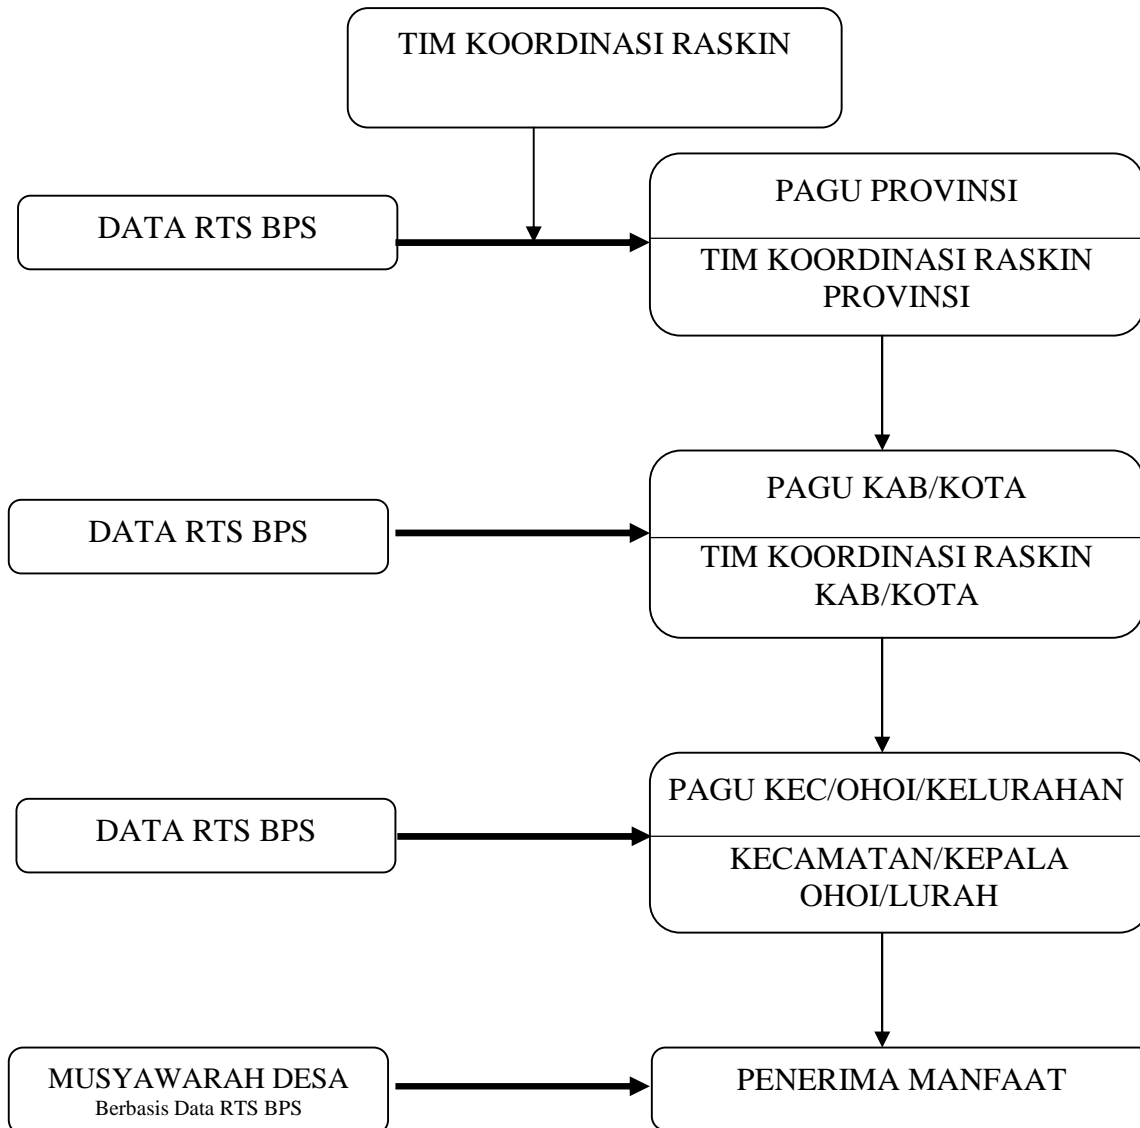 TIM KOORDINASI RASKIN
PAGU PROVINSI
DATA RTS BPS
TIM KOORDINASI RASKIN
PROVINSI
PAGU KAB/KOTA
DATA RTS BPS
TIM KOORDINASI RASKIN
KAB/KOTA
PAGU KEC/OHOI/KELURAHAN
DATA RTS BPS
KECAMATAN/KEPALA
OHOI/LURAH
MUSYAWARAH DESA
Berbasis Data RTS BPS
PENERIMA MANFAAT